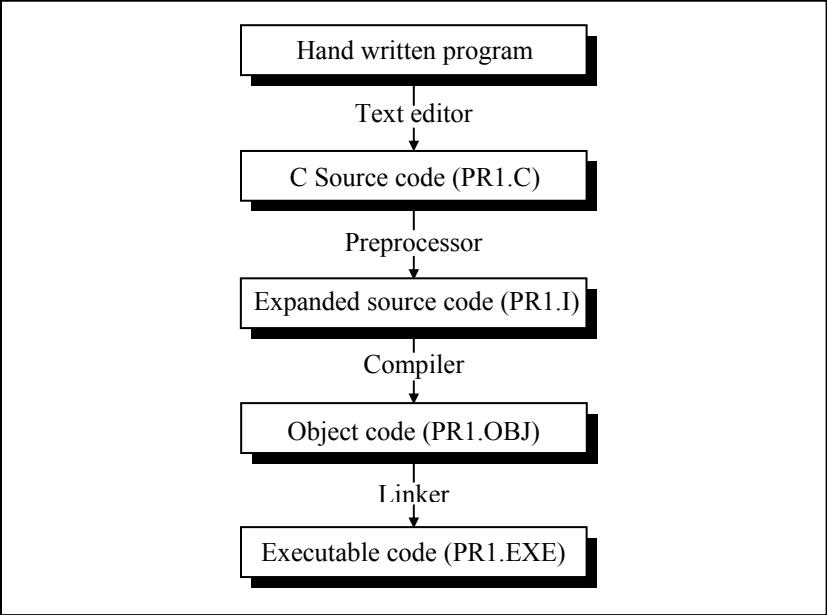 Hand written program
Text editor
C Source code (PR1.C)
Preprocessor
Expanded source code (PR1.I)
Compiler
Object code (PR1.OBJ)
Linker
Executable code (PR1.EXE)